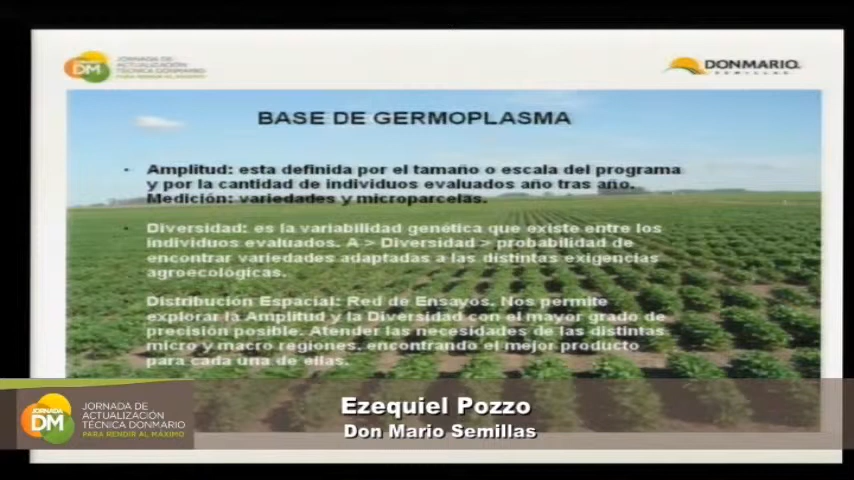 JORNADA DE
ACTUALIZACIÓN
TÉCNICA DONMARIO
PARA RENDIR AL MÁXIMO
DM
DONMARIO
SEMILLAS
BASE DE GERMOPLASMA
· Amplitud: esta definida por el tamaño o escala del programa
y por la cantidad de individuos evaluados año tras año.
Medición: variedades y microparcelas.
· Diversidad: es la variabilidad genética que existe entre los
individuos evaluados. A > Diversidad > probabilidad de
encontrar variedades adaptadas a las distintas exigencias
agroecológicas.
Distribución Espacial: Red de Ensayos. Nos permite
explorar la Amplitud y la Diversidad con el mayor grado de
precisión posible. Atender las necesidades de las distintas
micro y macro regiones, encontrando el mejor producto
para cada una de ellas.
JORNADA
DM
JORNADA DE
ACTUALIZACIÓN
TÉCNICA DONMARIO
PARA RENDIR AL MÁXIMO
Ezequiel Pozzo
Don Mario Semillas